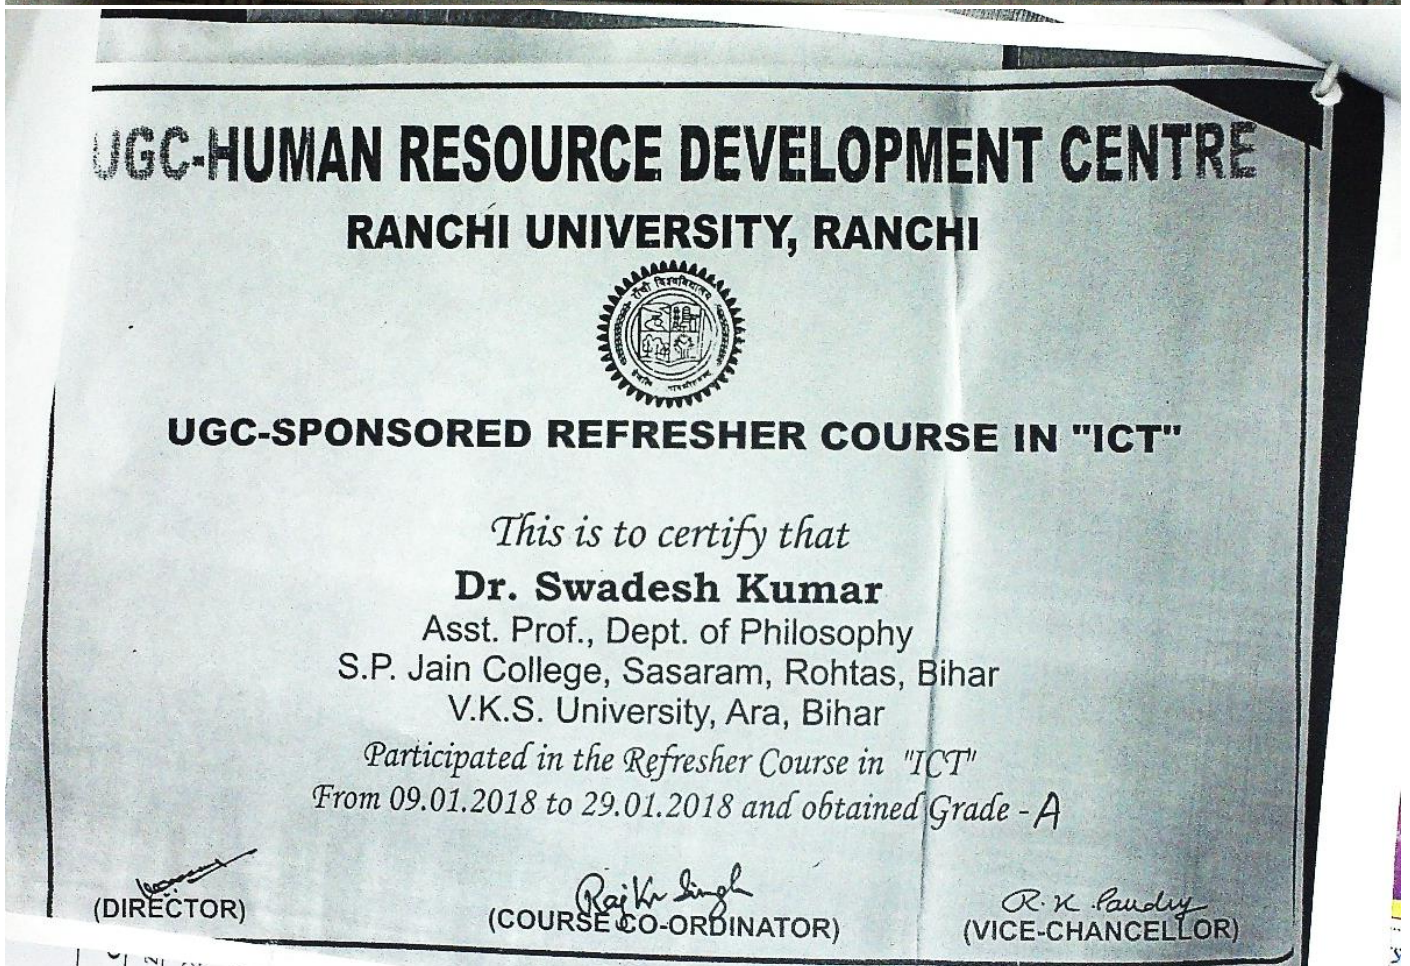 UGC-HUMAN RESOURCE DEVELOPMENT CENTRE
RANCHI UNIVERSITY, RANCHI
राँची विश्वविद्यालय
UGC-SPONSORED REFRESHER COURSE IN "ICT"
This is to certify that
Dr. Swadesh Kumar
Asst. Prof., Dept. of Philosophy
S.P. Jain College, Sasaram, Rohtas, Bihar
V.K.S. University, Ara, Bihar
Participated in the Refresher Course in "ICT"
From 09.01.2018 to 29.01.2018 and obtained Grade - A
Raj Kr Singh
R. K. Pandey
(DIRECTOR)
(COURSE CO-ORDINATOR)
(VICE-CHANCELLOR)